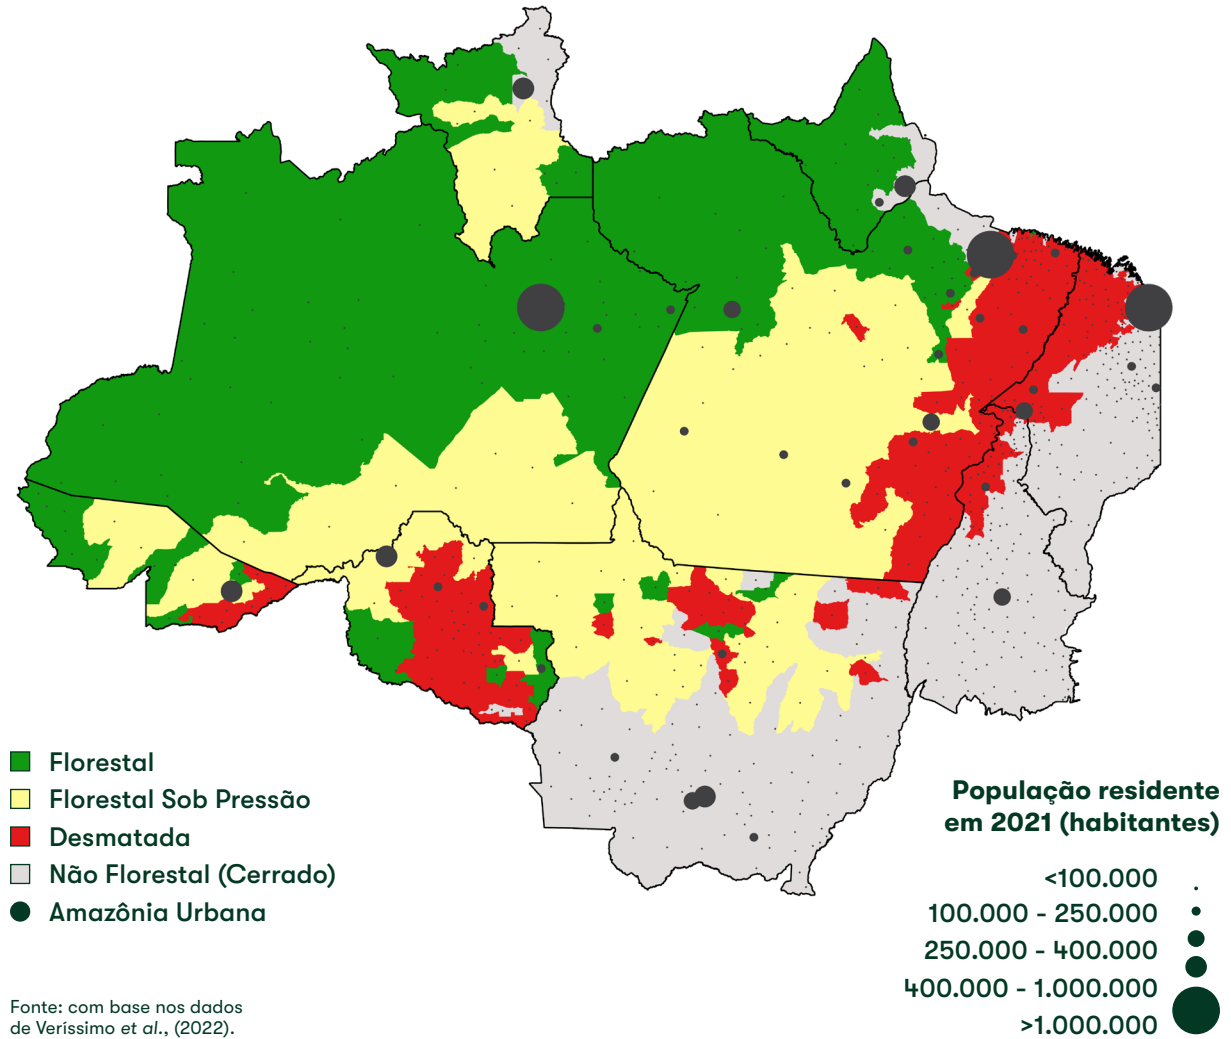 Florestal
Florestal Sob Pressão
Desmatada
Não Florestal (Cerrado)
Amazônia Urbana
Fonte: com base nos dados
de Veríssimo et al., (2022).
População residente
em 2021 (habitantes)
<100.000
100.000 - 250.000
250.000 - 400.000
400.000 - 1.000.000
>1.000.000